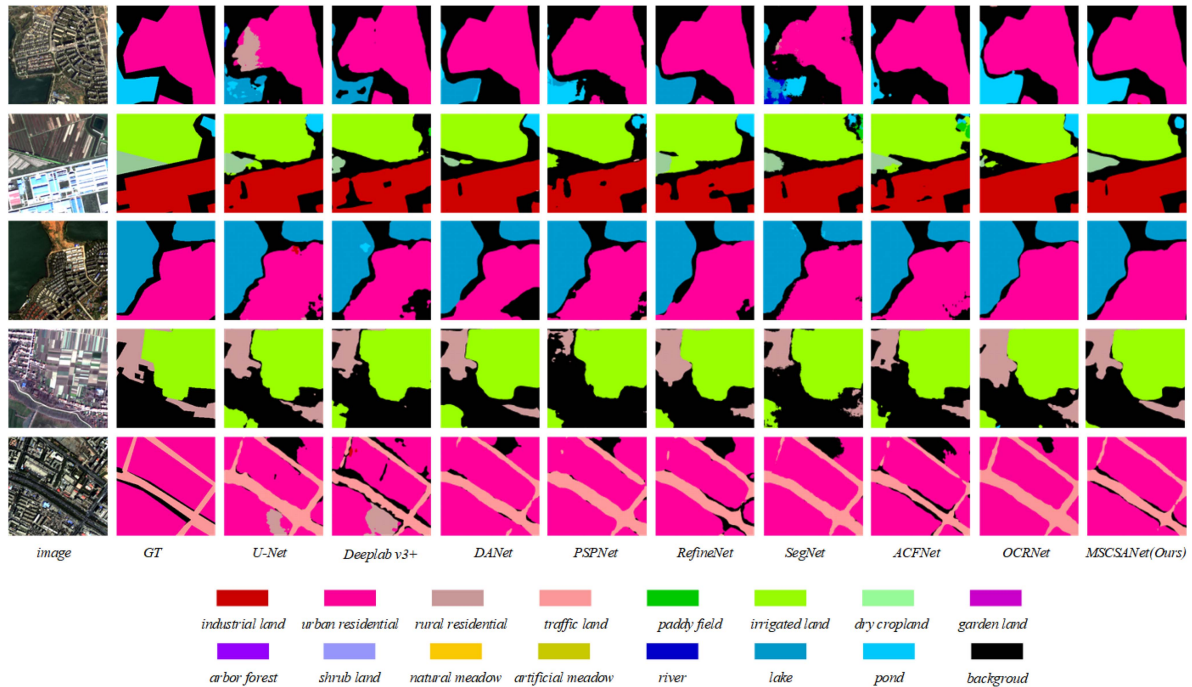 image GT U-Net Deeplab v3+ DANet PSPNet RefineNet SegNet ACFNet OCRNet MSCSANet(Ours)
industrial land urban residential rural residential traffic land paddy field irrigated land dry cropland garden land
arbor forest shrub land natural meadow artificial meadow river lake pond backgroud